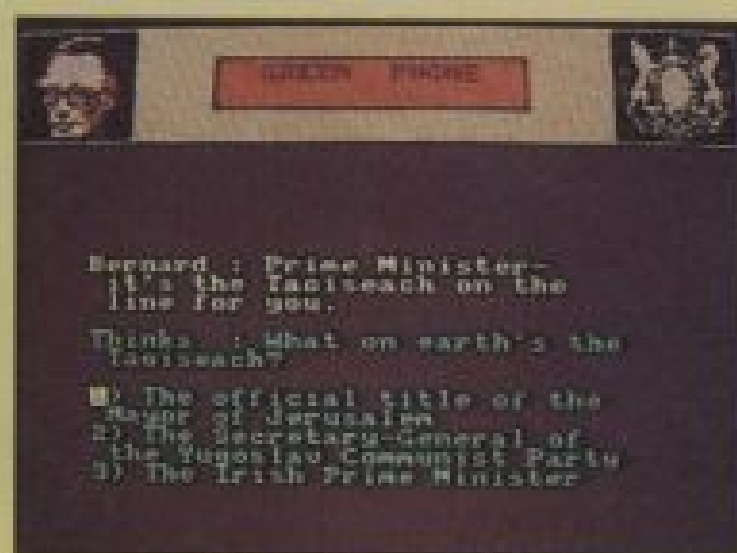 GREEN PHONE
Bernard : Prime Minister-
it's the Taoiseach on the
line for you.
Thinks : What on earth's the
Taoiseach?
1) The official title of the
Mayor of Jerusalem
2) The Secretary-General of
the Yugoslav Communist Party
3) The Irish Prime Minister